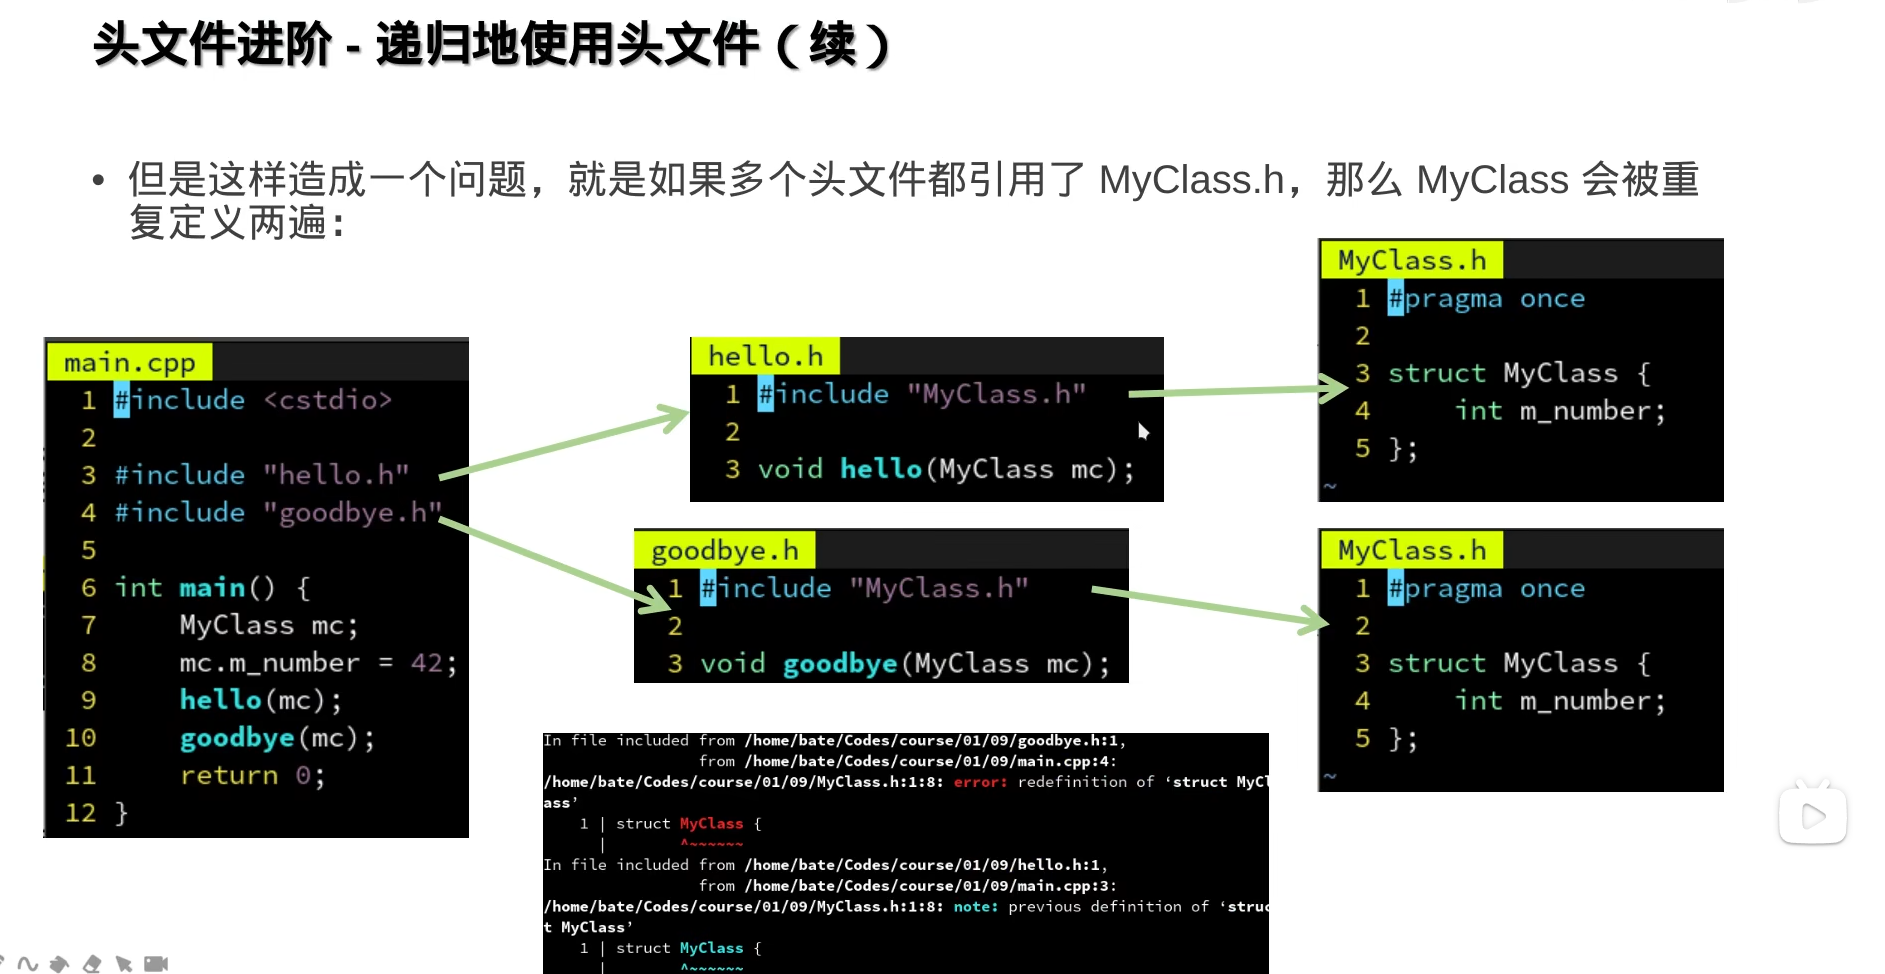 头文件进阶 - 递归地使用头文件（续）
• 但是这样造成一个问题，就是如果多个头文件都引用了 MyClass.h，那么 MyClass 会被重
复定义两遍：
main.cpp
1 #include <cstdio>
2
3 #include "hello.h"
4 #include "goodbye.h"
5
6 int main() {
7     MyClass mc;
8     mc.m_number = 42;
9     hello(mc);
10     goodbye(mc);
11     return 0;
12 }
hello.h
1 #include "MyClass.h"
2
3 void hello(MyClass mc);
goodbye.h
1 #include "MyClass.h"
2
3 void goodbye(MyClass mc);
MyClass.h
1 #pragma once
2
3 struct MyClass {
4     int m_number;
5 };
~
MyClass.h
1 #pragma once
2
3 struct MyClass {
4     int m_number;
5 };
~
In file included from /home/bate/Codes/course/01/09/goodbye.h:1,
                 from /home/bate/Codes/course/01/09/main.cpp:4:
/home/bate/Codes/course/01/09/MyClass.h:1:8: error: redefinition of ‘struct MyCl
ass’
    1 | struct MyClass {
      |        ^~~~~~~
In file included from /home/bate/Codes/course/01/09/hello.h:1,
                 from /home/bate/Codes/course/01/09/main.cpp:3:
/home/bate/Codes/course/01/09/MyClass.h:1:8: note: previous definition of ‘struc
t MyClass’
    1 | struct MyClass {
      |        ^~~~~~~